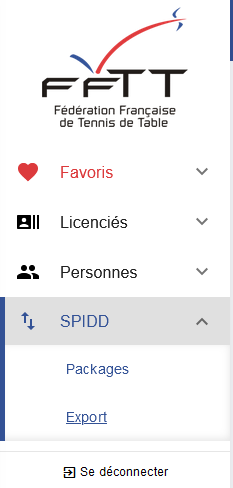 FFTT
Fédération Française
de Tennis de Table
Favoris
Licenciés
Personnes
SPIDD
Packages
Export
Se déconnecter